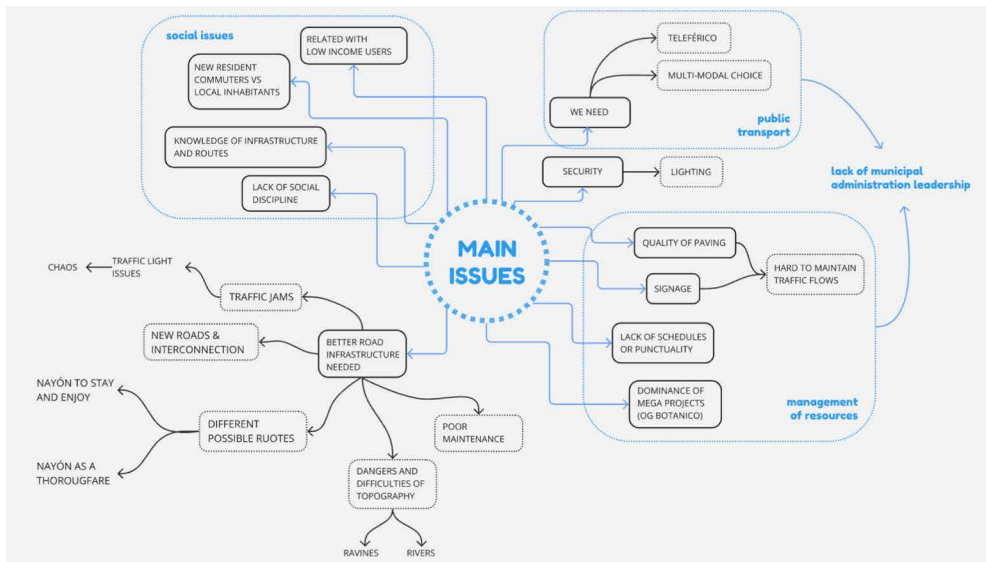 social issues
RELATED WITH
LOW INCOME USERS
NEW RESIDENT
COMMUTERS VS
LOCAL INHABITANTS
KNOWLEDGE OF INFRASTRUCTURE
AND ROUTES
LACK OF SOCIAL
DISCIPLINE
TELEFÉRICO
MULTI-MODAL CHOICE
WE NEED
public
transport
SECURITY
LIGHTING
lack of municipal
administration leadership
MAIN
ISSUES
QUALITY OF PAVING
SIGNAGE
HARD TO MAINTAIN
TRAFFIC FLOWS
LACK OF SCHEDULES
OR PUNCTUALITY
DOMINANCE OF
MEGA PROJECTS
(OG BOTANICO)
management
of resources
CHAOS
TRAFFIC LIGHT
ISSUES
TRAFFIC JAMS
NEW ROADS &
INTERCONNECTION
BETTER ROAD
INFRASTRUCTURE
NEEDED
NAYÓN TO STAY
AND ENJOY
DIFFERENT
POSSIBLE RUOTES
NAYÓN AS A
THOROUGFARE
POOR
MAINTENANCE
DANGERS AND
DIFFICULTIES OF
TOPOGRAPHY
RAVINES
RIVERS